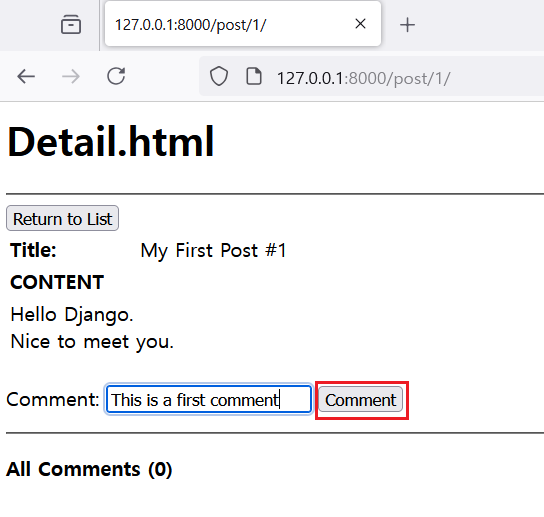 127.0.0.1:8000/post/1/
127.0.0.1:8000/post/1/
Detail.html
Return to List
Title: My First Post #1
CONTENT
Hello Django.
Nice to meet you.
Comment: This is a first comment Comment
All Comments (0)